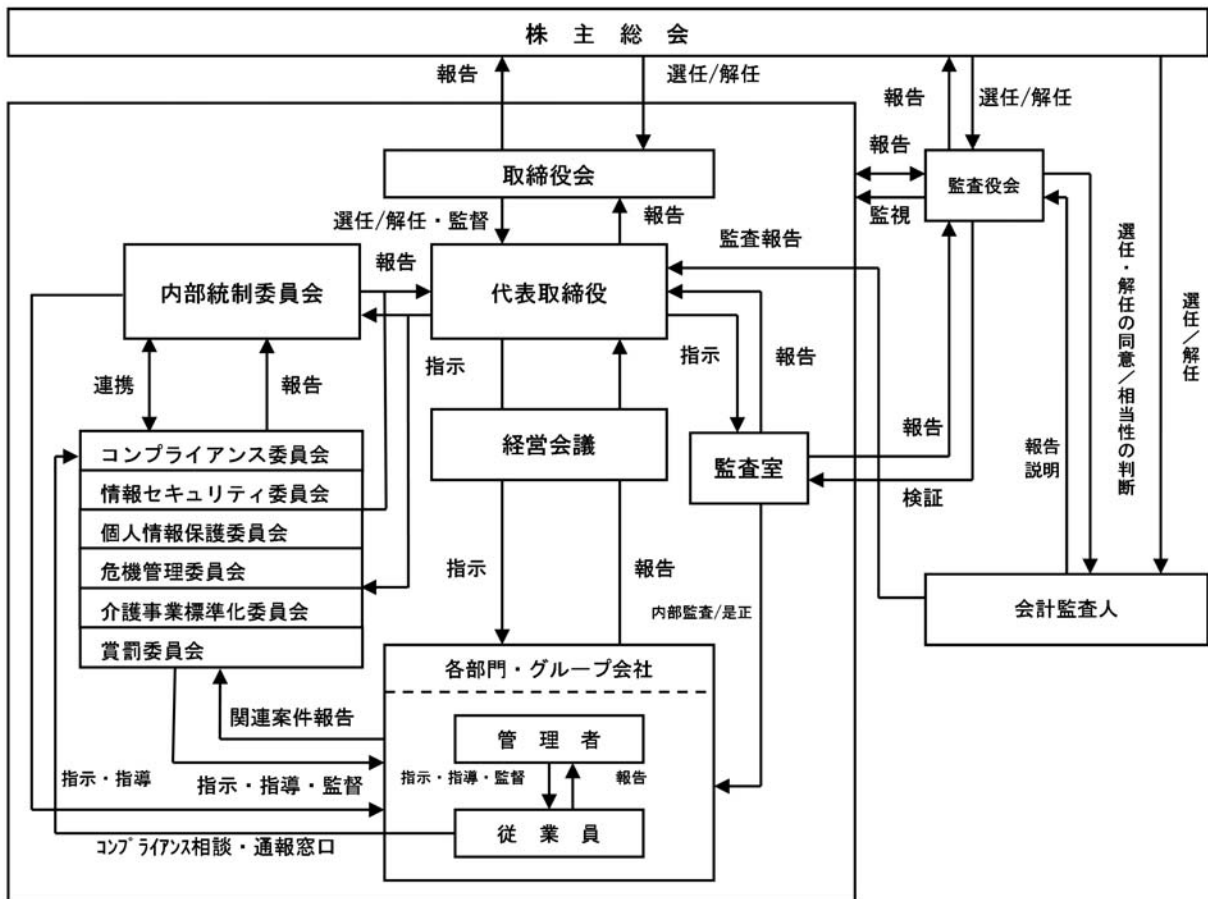 株 主 総 会
報告
選任/解任
報告
選任/解任
取締役会
報告
監査役会
監視
選任/解任・監督
報告
監査報告
内部統制委員会
報告
代表取締役
指示
指示
報告
連携
報告
選任・解任の同意/相当性の判断
選任/解任
経営会議
監査室
報告
検証
報告
説明
コンプライアンス委員会
情報セキュリティ委員会
個人情報保護委員会
危機管理委員会
介護事業標準化委員会
賞罰委員会
指示
報告
内部監査/是正
会計監査人
各部門・グループ会社
関連案件報告
管 理 者
指示・指導
指示・指導・監督
指示・指導・監督
報告
従 業 員
コンプライアンス相談・通報窓口